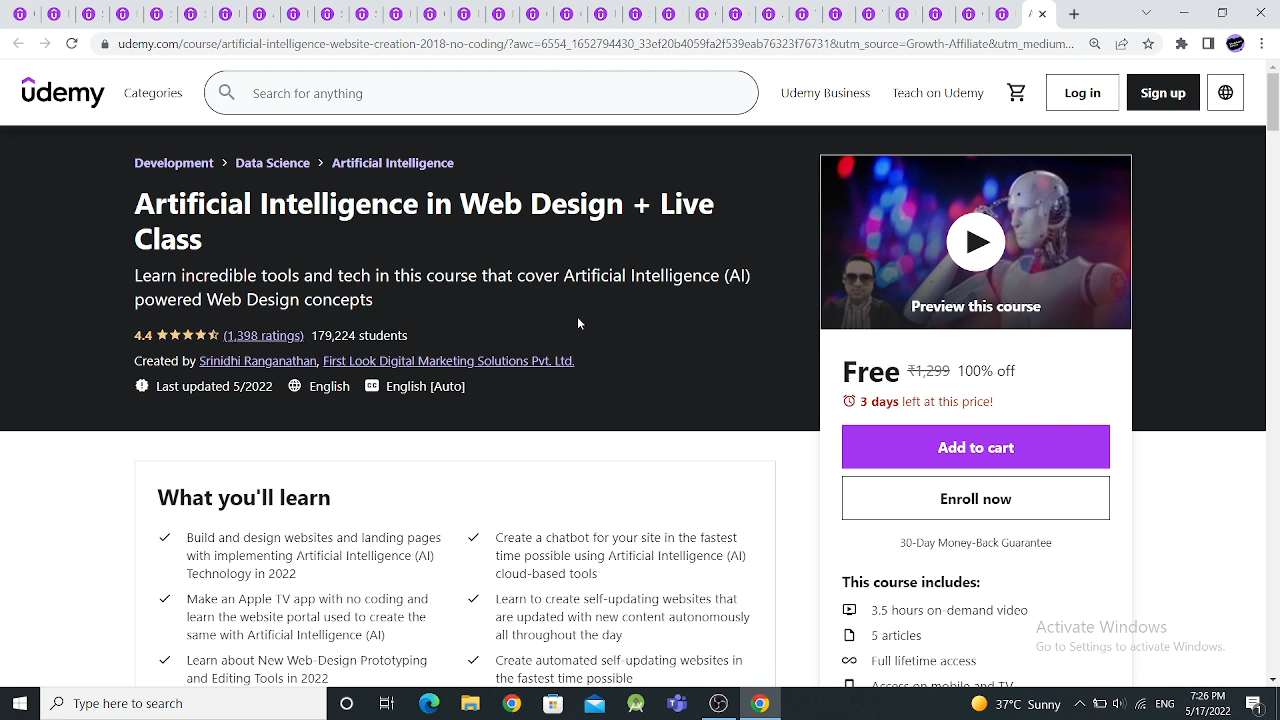 udemy.com/course/artificial-intelligence-website-creation-2018-no-coding/?awc=6554_1652794430_33ef20b4058fa2f539eab76323f76731&utm_source=Growth-Affiliate&utm_medium...
ûdemy
Categories
Search for anything
Udemy Business
Teach on Udemy
Log in
Sign up
Development > Data Science > Artificial Intelligence
Artificial Intelligence in Web Design + Live
Class
Learn incredible tools and tech in this course that cover Artificial Intelligence (AI)
powered Web Design concepts
4.4 (1,398 ratings) 179,224 students
Created by Srinidhi Ranganathan, First Look Digital Marketing Solutions Pvt. Ltd.
Last updated 5/2022 English English [Auto]
Preview this course
Free ₹1,299 100% off
3 days left at this price!
Add to cart
Enroll now
30-Day Money-Back Guarantee
This course includes:
3.5 hours on-demand video
5 articles
Full lifetime access
Access on mobile and TV
What you'll learn
Build and design websites and landing pages
with implementing Artificial Intelligence (AI)
Technology in 2022
Make an Apple TV app with no coding and
learn the website portal used to create the
same with Artificial Intelligence (AI)
Learn about New Web Design Prototyping
and Editing Tools in 2022
Create a chatbot for your site in the fastest
time possible using Artificial Intelligence (AI)
cloud-based tools
Learn to create self-updating websites that
are updated with new content autonomously
all throughout the day
Create automated self-updating websites in
the fastest time possible
Activate Windows
Go to Settings to activate Windows.
Type here to search
37°C Sunny
ENG
7:26 PM
5/17/2022